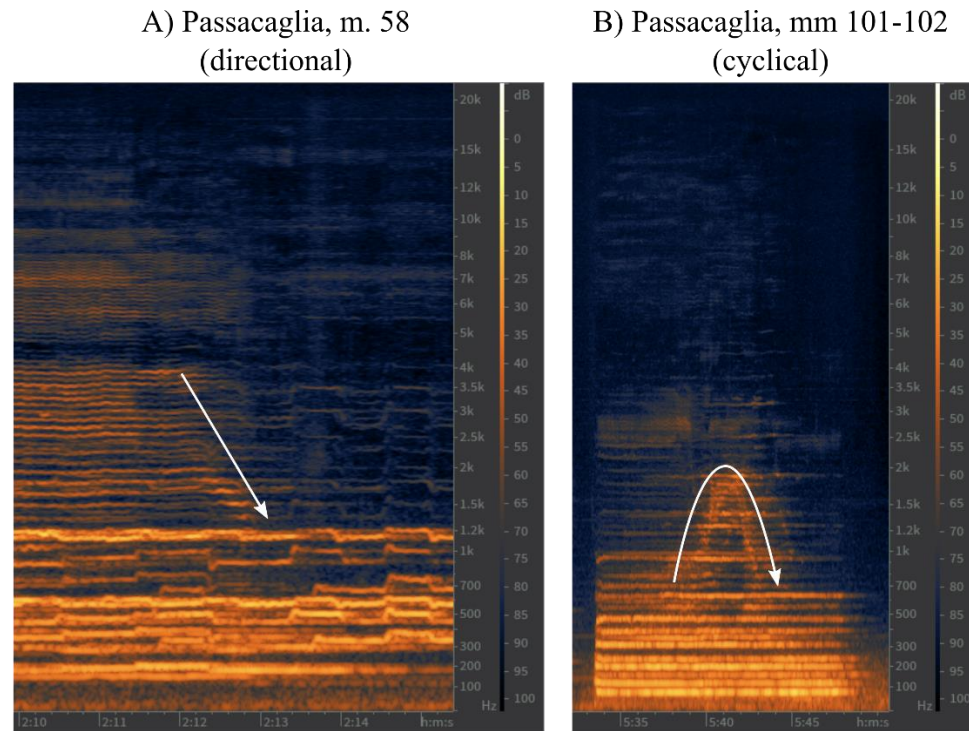 A) Passacaglia, m. 58
(directional)
B) Passacaglia, mm 101-102
(cyclical)
20k
15k
12k
10k
8k
7k
6k
5k
4k
3.5k
3k
2.5k
2k
1.5k
1.2k
1k
700
500
300
200
100
Hz
dB
0
5
10
15
20
25
30
35
40
45
50
55
60
65
70
75
80
85
90
95
100
2:10
2:11
2:12
2:13
2:14
h:m:s
20k
15k
12k
10k
8k
7k
6k
5k
4k
3.5k
3k
2.5k
2k
1.5k
1.2k
1k
700
500
300
200
100
Hz
dB
0
5
10
15
20
25
30
35
40
45
50
55
60
65
70
75
80
85
90
95
100
5:35
5:40
5:45
h:m:s